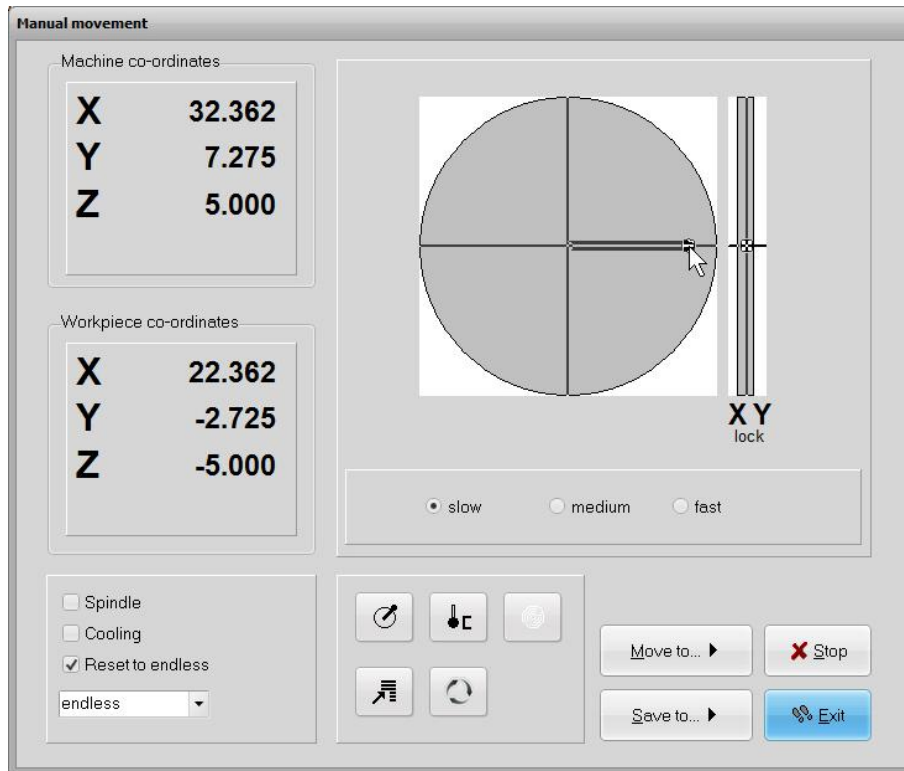 Manual movement
Machine co-ordinates
X 32.362
Y 7.275
Z 5.000
Workpiece co-ordinates
X 22.362
Y -2.725
Z -5.000
X Y
lock
slow medium fast
Spindle
Cooling
Reset to endless
endless
Move to...
Stop
Save to...
Exit